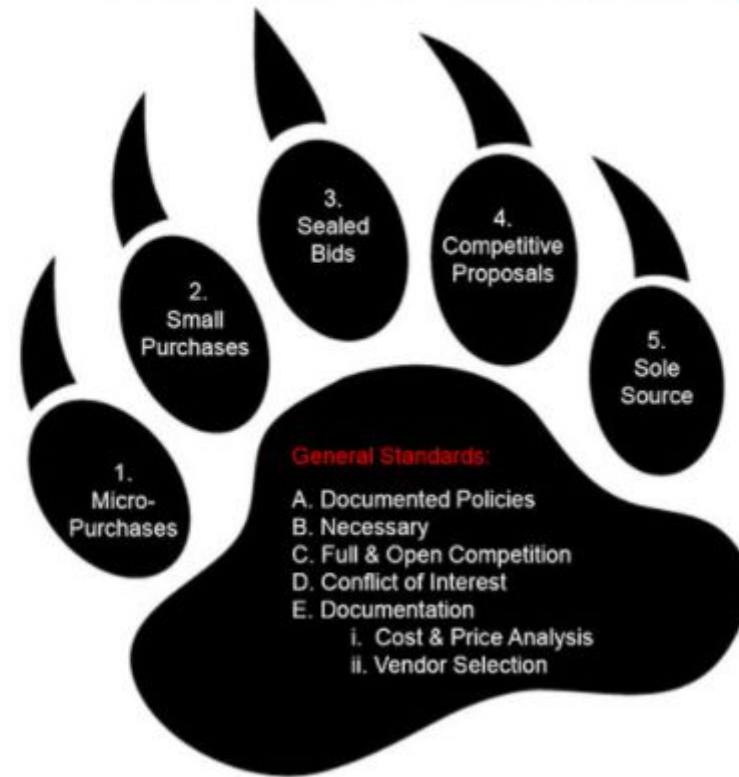 1.
Micro-
Purchases
2.
Small
Purchases
3.
Sealed
Bids
4.
Competitive
Proposals
5.
Sole
Source
General Standards:
A. Documented Policies
B. Necessary
C. Full & Open Competition
D. Conflict of Interest
E. Documentation
i. Cost & Price Analysis
ii. Vendor Selection